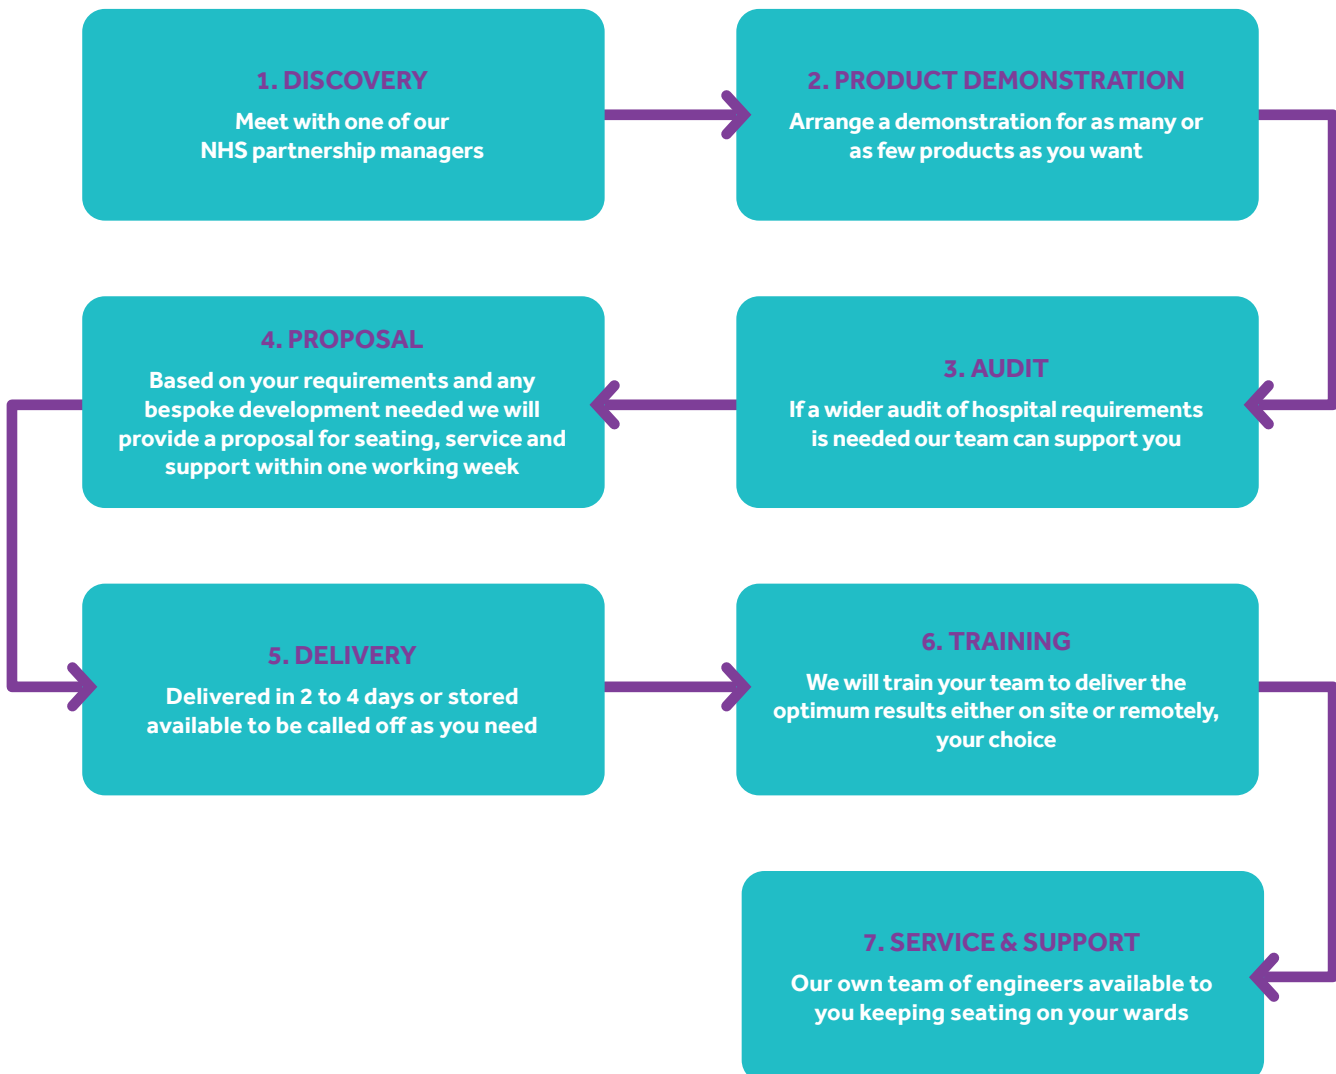 1. DISCOVERY
Meet with one of our
NHS partnership managers
2. PRODUCT DEMONSTRATION
Arrange a demonstration for as many or
as few products as you want
3. AUDIT
If a wider audit of hospital requirements
is needed our team can support you
4. PROPOSAL
Based on your requirements and any
bespoke development needed we will
provide a proposal for seating, service and
support within one working week
5. DELIVERY
Delivered in 2 to 4 days or stored
available to be called off as you need
6. TRAINING
We will train your team to deliver the
optimum results either on site or remotely,
your choice
7. SERVICE & SUPPORT
Our own team of engineers available to
you keeping seating on your wards